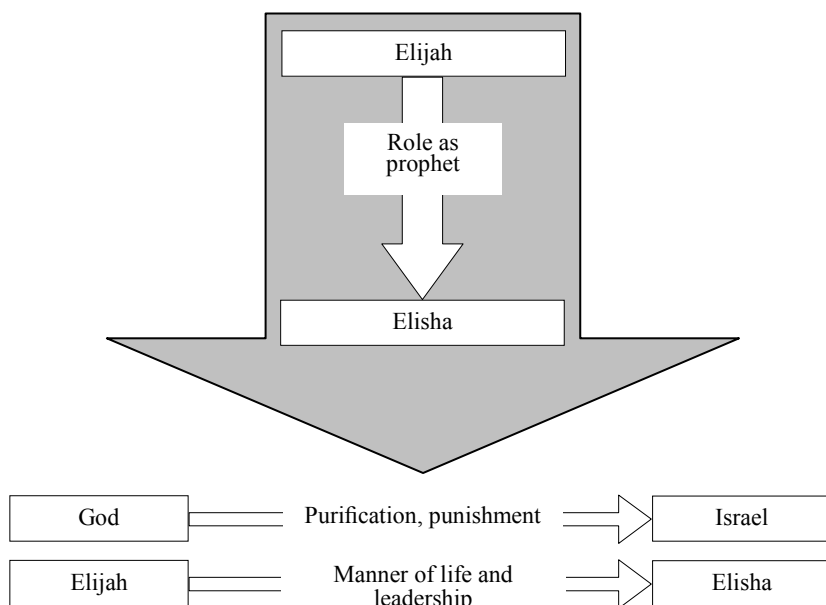 Elijah
Role as
prophet
Elisha
God
Purification, punishment
Israel
Elijah
Manner of life and
leadership
Elisha